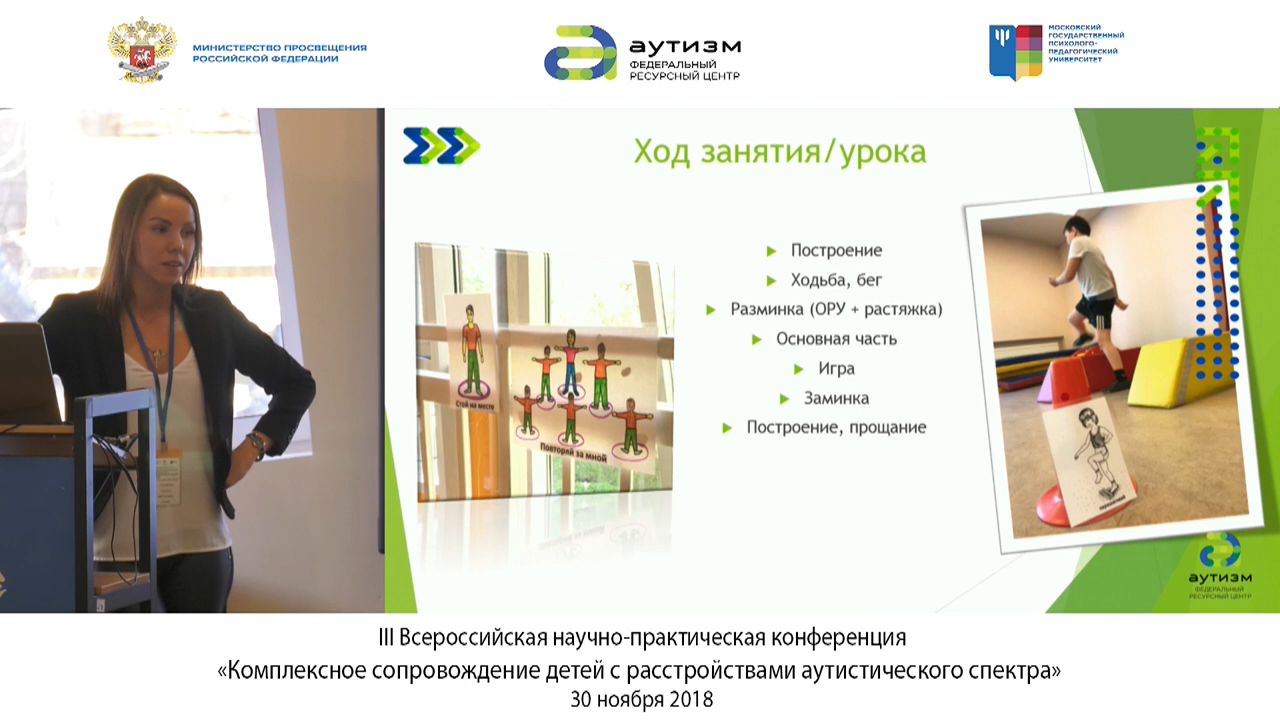 МИНИСТЕРСТВО ПРОСВЕЩЕНИЯ
РОССИЙСКОЙ ФЕДЕРАЦИИ
аутизм
ФЕДЕРАЛЬНЫЙ
РЕСУРСНЫЙ ЦЕНТР
МОСКОВСКИЙ
ГОСУДАРСТВЕННЫЙ
ПСИХОЛОГО-
ПЕДАГОГИЧЕСКИЙ
УНИВЕРСИТЕТ
Ход занятия/урока
Стой на месте
Повторяй за мной
Построение
Ходьба, бег
Разминка (ОРУ + растяжка)
Основная часть
Игра
Заминка
Построение, прощание
аутизм
ФЕДЕРАЛЬНЫЙ
РЕСУРСНЫЙ ЦЕНТР
III Всероссийская научно-практическая конференция
«Комплексное сопровождение детей с расстройствами аутистического спектра»
30 ноября 2018